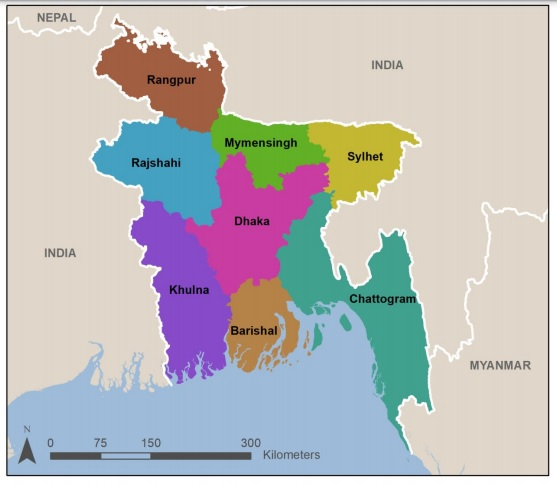 NEPAL
INDIA
Rangpur
Mymensingh
Rajshahi
Sylhet
Dhaka
INDIA
Khulna
Chattogram
Barishal
MYANMAR
N
0 75 150 300
Kilometers